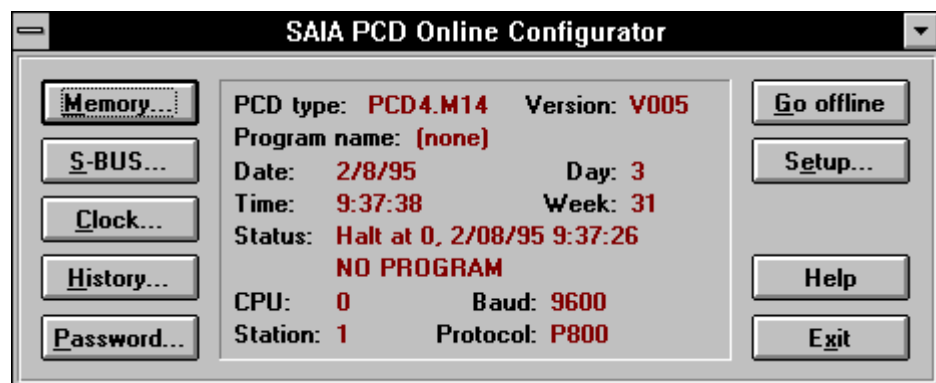 SAIA PCD Online Configurator
Memory...
S-BUS...
Clock...
History...
Password...
PCD type: PCD4.M14 Version: V005
Program name: (none)
Date: 2/8/95 Day: 3
Time: 9:37:38 Week: 31
Status: Halt at 0, 2/08/95 9:37:26
NO PROGRAM
CPU: 0 Baud: 9600
Station: 1 Protocol: P800
Go offline
Setup...
Help
Exit